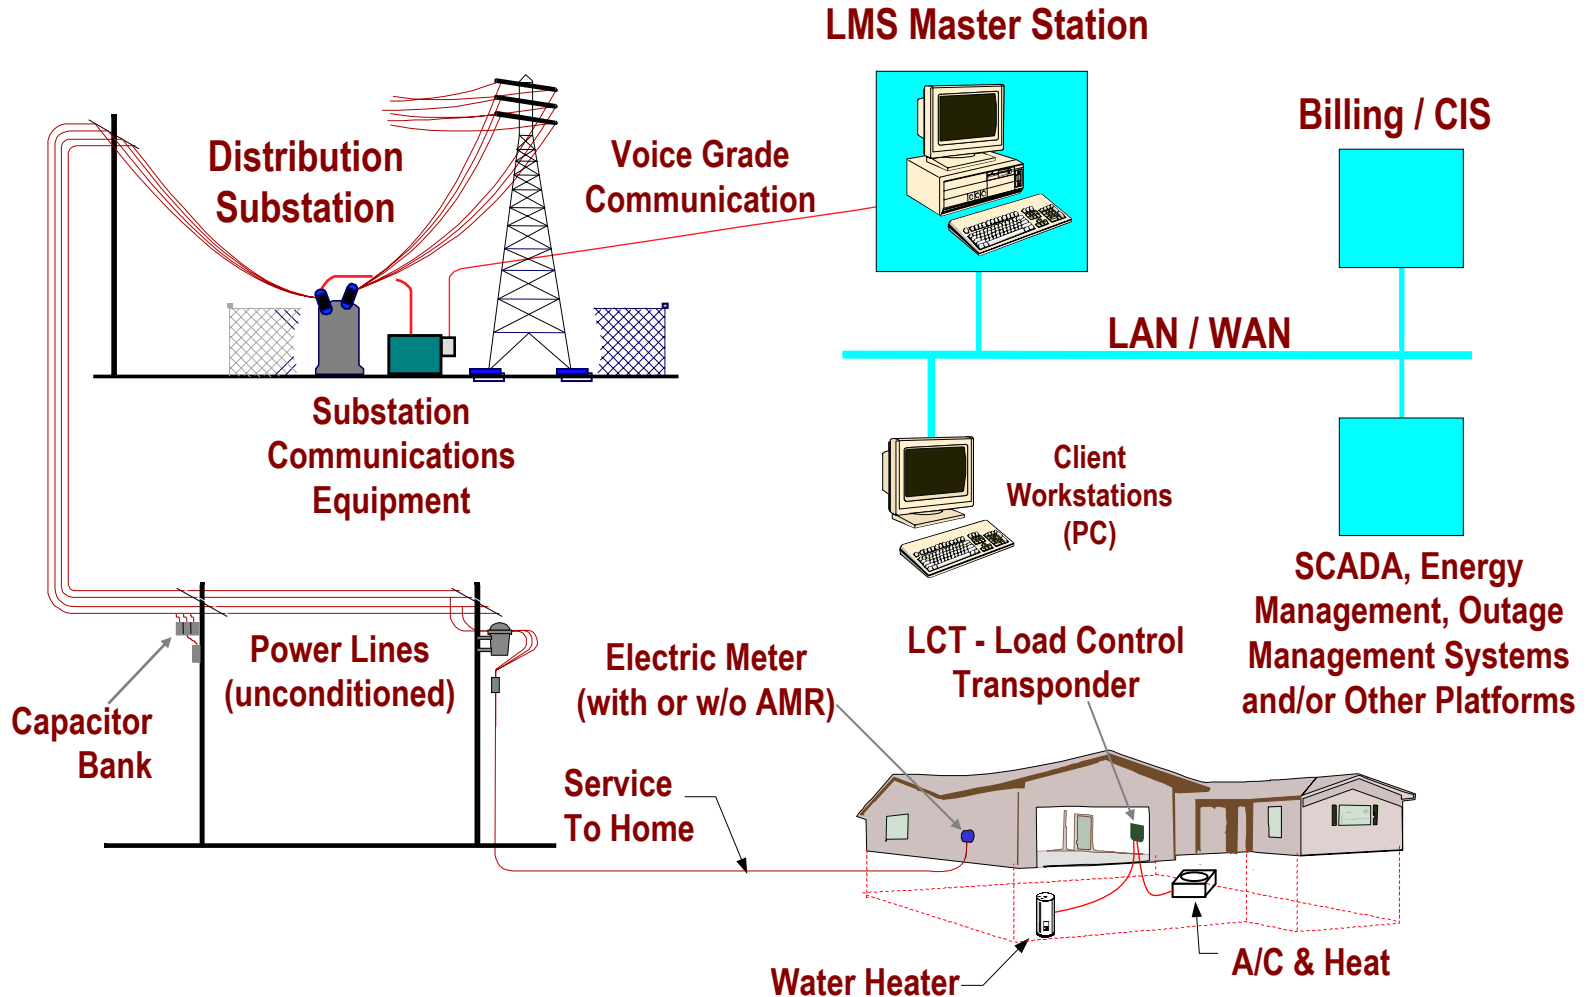 LMS Master Station
Billing / CIS
Distribution
Substation
Voice Grade
Communication
LAN / WAN
Substation
Communications
Equipment
Client
Workstations
(PC)
SCADA, Energy
Management, Outage
Management Systems
and/or Other Platforms
Power Lines
(unconditioned)
Capacitor
Bank
Electric Meter
(with or w/o AMR)
LCT - Load Control
Transponder
Service
To Home
Water Heater
A/C & Heat